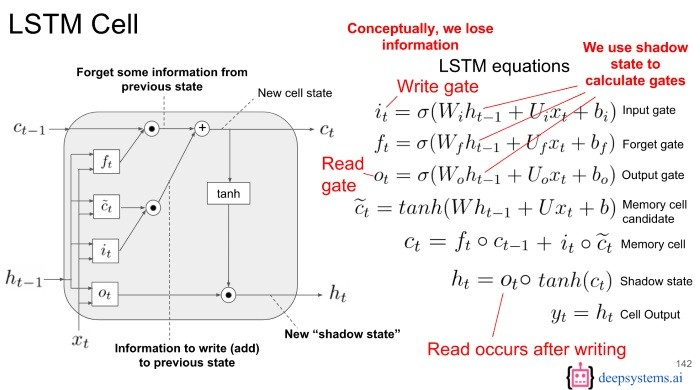 LSTM Cell
Conceptually, we lose
information
We use shadow
state to
calculate gates
Forget some information from
previous state
New cell state
LSTM equations
Write gate
Read
gate
c_{t-1}
c_t
f_t
c̃_t
i_t
o_t
tanh
+
h_{t-1}
h_t
x_t
i_t = σ(W_i h_{t-1} + U_i x_t + b_i) Input gate
f_t = σ(W_f h_{t-1} + U_f x_t + b_f) Forget gate
o_t = σ(W_o h_{t-1} + U_o x_t + b_o) Output gate
c̃_t = tanh(W h_{t-1} + U x_t + b) Memory cell
candidate
c_t = f_t ∘ c_{t-1} + i_t ∘ c̃_t Memory cell
h_t = o_t ∘ tanh(c_t) Shadow state
y_t = h_t Cell Output
New “shadow state”
Information to write (add)
to previous state
Read occurs after writing
142
deepsystems.ai